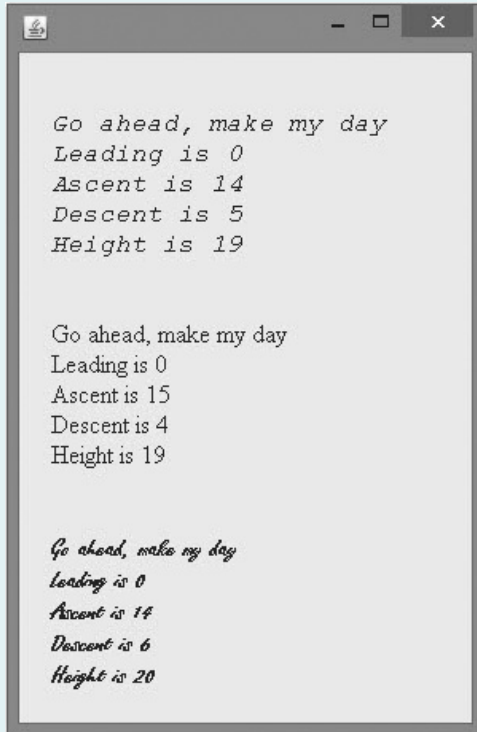 Go ahead, make my day
Leading is 0
Ascent is 14
Descent is 5
Height is 19
Go ahead, make my day
Leading is 0
Ascent is 15
Descent is 4
Height is 19
Go ahead, make my day
Leading is 0
Ascent is 14
Descent is 6
Height is 20